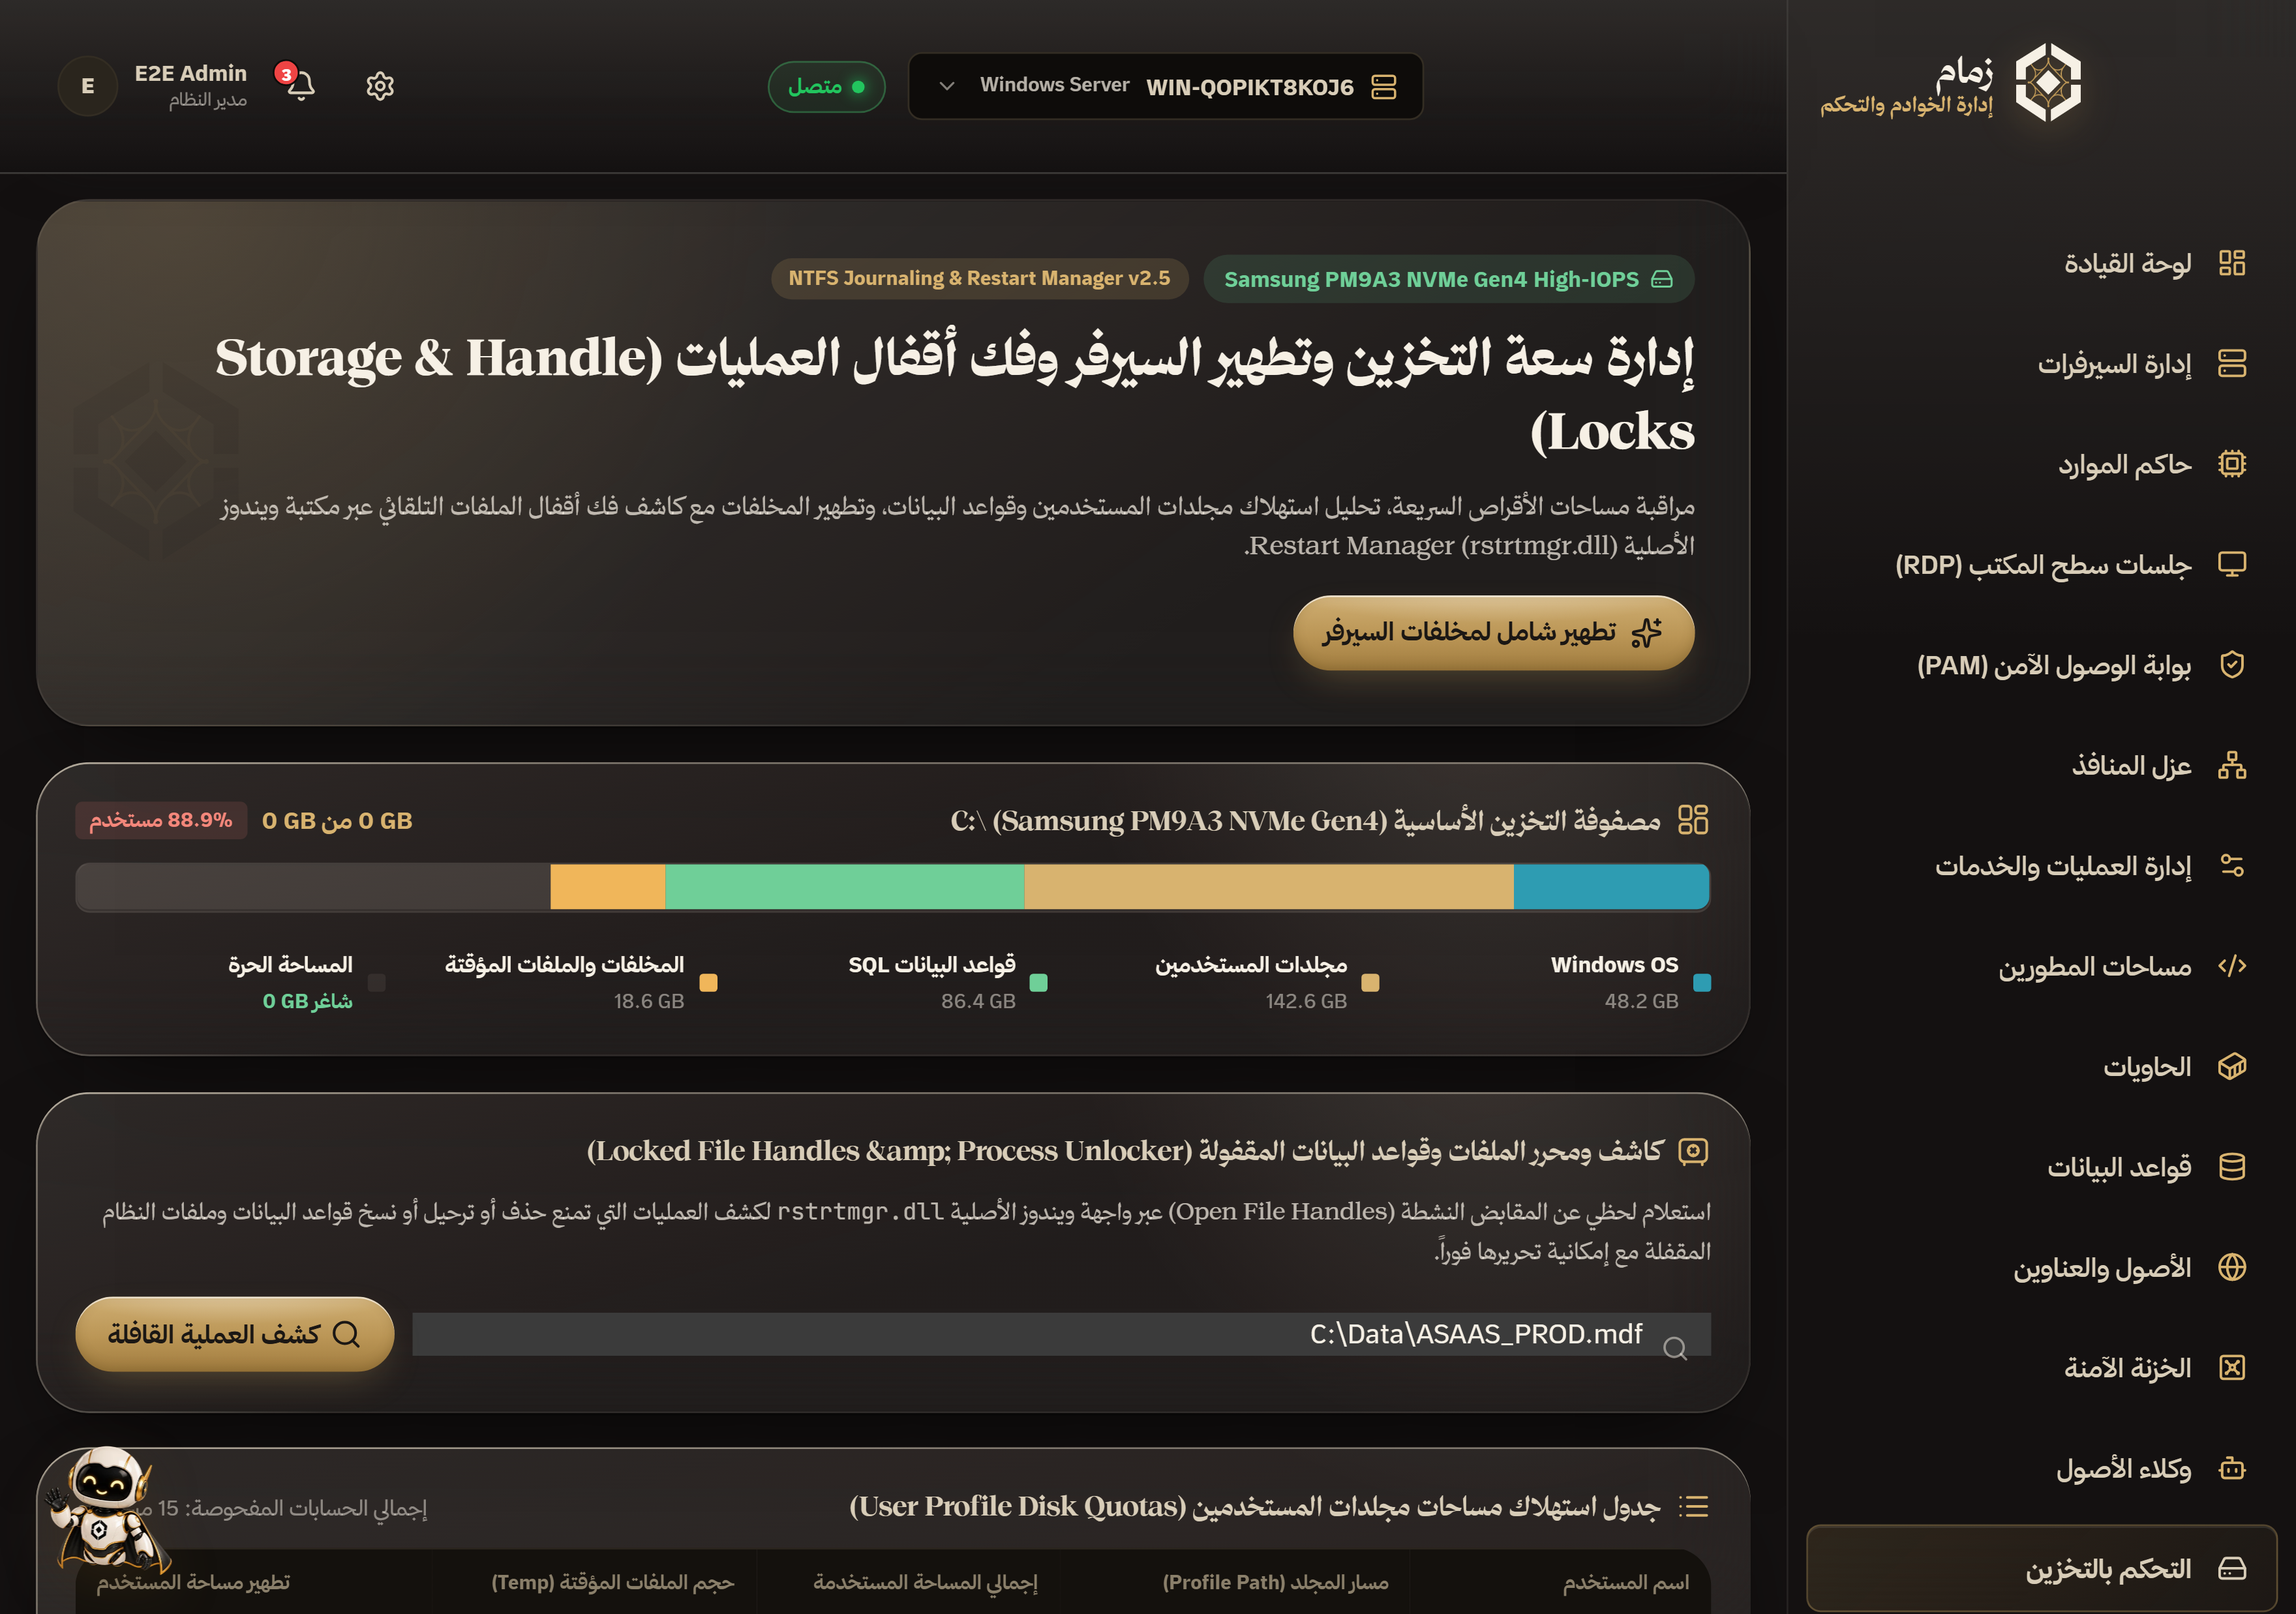 زمام
إدارة الخوادم والتحكم
WIN-QOPIKT8KOJ6 Windows Server
متصل
3
E2E Admin
مدير النظام
E
لوحة القيادة
إدارة السيرفرات
حاكم الموارد
جلسات سطح المكتب (RDP)
بوابة الوصول الآمن (PAM)
عزل المنافذ
إدارة العمليات والخدمات
مساحات المطورين
الحاويات
قواعد البيانات
الأصول والعناوين
الخزنة الآمنة
وكلاء الأصول
التحكم بالتخزين
Samsung PM9A3 NVMe Gen4 High-IOPS
NTFS Journaling & Restart Manager v2.5
إدارة سعة التخزين وتطهير السيرفر وفك أقفال العمليات (Storage & Handle
Locks)
مراقبة مساحات الأقراص السريعة، تحليل استهلاك مجلدات المستخدمين وقواعد البيانات، وتطهير المخلفات مع كاشف فك أقفال الملفات التلقائي عبر مكتبة ويندوز
الأصلية Restart Manager (rstrtmgr.dll).
تطهير شامل لمخلفات السيرفر
مصفوفة التخزين الأساسية C:\ (Samsung PM9A3 NVMe Gen4)
0 GB من 0 GB
88.9% مستخدم
Windows OS
48.2 GB
مجلدات المستخدمين
142.6 GB
قواعد البيانات SQL
86.4 GB
المخلفات والملفات المؤقتة
18.6 GB
المساحة الحرة
0 GB شاغر
كاشف ومحرر الملفات وقواعد البيانات المقفولة (Locked File Handles &amp; Process Unlocker)
استعلام لحظي عن المقابض النشطة (Open File Handles) عبر واجهة ويندوز الأصلية rstrtmgr.dll لكشف العمليات التي تمنع حذف أو ترحيل أو نسخ قواعد البيانات وملفات النظام
المقفلة مع إمكانية تحريرها فوراً.
C:\Data\ASAAS_PROD.mdf
كشف العملية القافلة
جدول استهلاك مساحات مجلدات المستخدمين (User Profile Disk Quotas)
إجمالي الحسابات المفحوصة: 15
اسم المستخدم
مسار المجلد (Profile Path)
إجمالي المساحة المستخدمة
حجم الملفات المؤقتة (Temp)
تطهير مساحة المستخدم